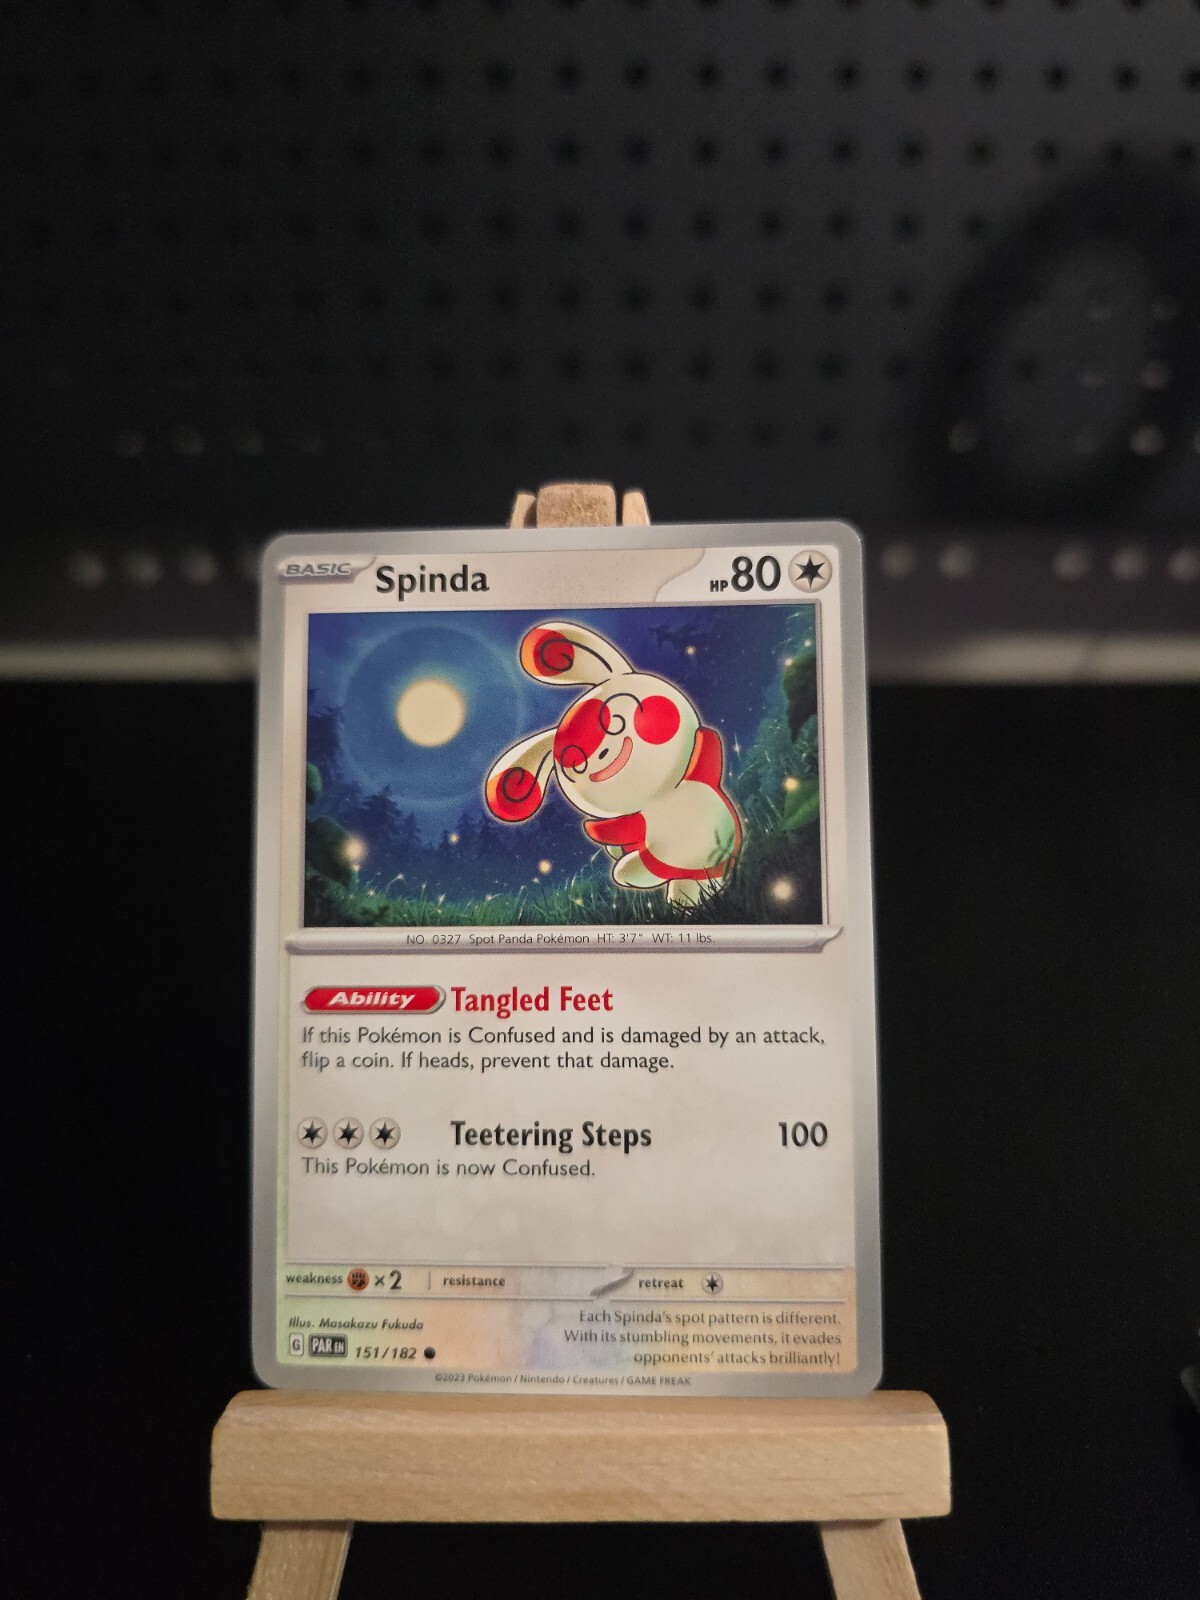 BASIC Spinda HP 80
NO. 0327 Spot Panda Pokémon HT: 3'7" WT: 11 lbs.
Ability Tangled Feet
If this Pokémon is Confused and is damaged by an attack,
flip a coin. If heads, prevent that damage.
Teetering Steps 100
This Pokémon is now Confused.
weakness ×2 resistance retreat
Illus. Masakazu Fukuda
G PAR EN 151/182
Each Spinda's spot pattern is different.
With its stumbling movements, it evades
opponents' attacks brilliantly!
©2023 Pokémon / Nintendo / Creatures / GAME FREAK